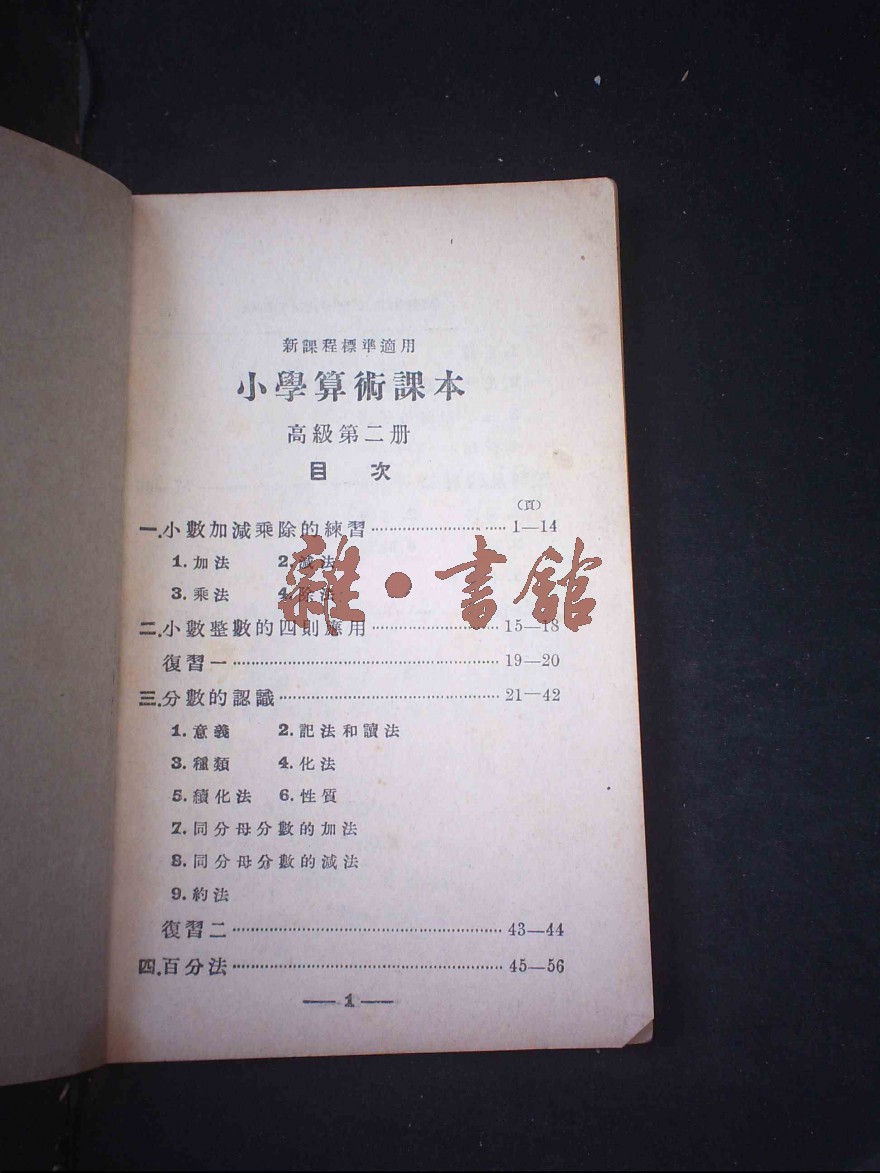 新課程標準適用
小學算術課本
高級第二册
目 次
(頁)
一.小數加減乘除的練習……………………1—14
1.加法 2.減法
3.乘法 4.除法
雜·書館
二.小數整數的四則應用……………………15—18
復習一……………………19—20
三.分數的認識……………………21—42
1.意義 2.記法和讀法
3.種類 4.化法
5.續化法 6.性質
7.同分母分數的加法
8.同分母分數的減法
9.約法
復習二……………………43—44
四.百分法……………………45—56
—1—